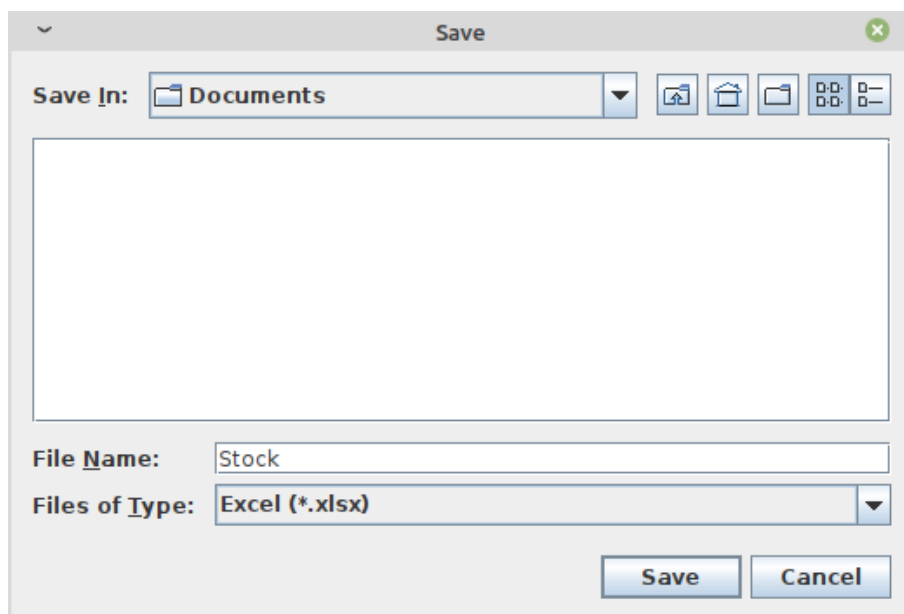 Save
Save In: Documents
File Name: Stock
Files of Type: Excel (*.xlsx)
Save Cancel